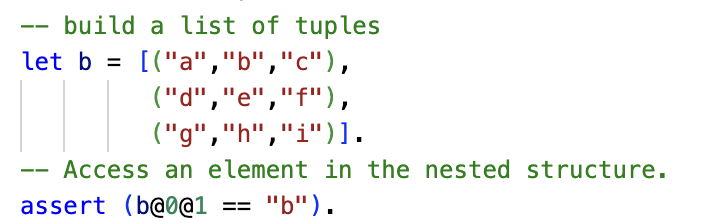 -- build a list of tuples
let b = [("a","b","c"),
         ("d","e","f"),
         ("g","h","i")].
-- Access an element in the nested structure.
assert (b@0@1 == "b").